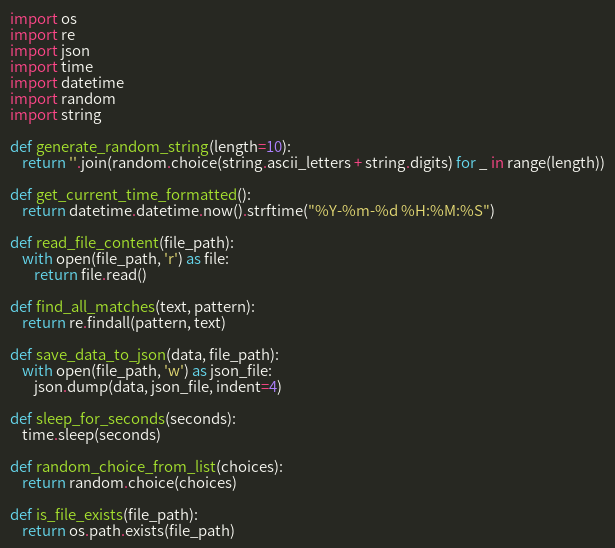 import os
import re
import json
import time
import datetime
import random
import string

def generate_random_string(length=10):
    return ''.join(random.choice(string.ascii_letters + string.digits) for _ in range(length))

def get_current_time_formatted():
    return datetime.datetime.now().strftime("%Y-%m-%d %H:%M:%S")

def read_file_content(file_path):
    with open(file_path, 'r') as file:
        return file.read()

def find_all_matches(text, pattern):
    return re.findall(pattern, text)

def save_data_to_json(data, file_path):
    with open(file_path, 'w') as json_file:
        json.dump(data, json_file, indent=4)

def sleep_for_seconds(seconds):
    time.sleep(seconds)

def random_choice_from_list(choices):
    return random.choice(choices)

def is_file_exists(file_path):
    return os.path.exists(file_path)